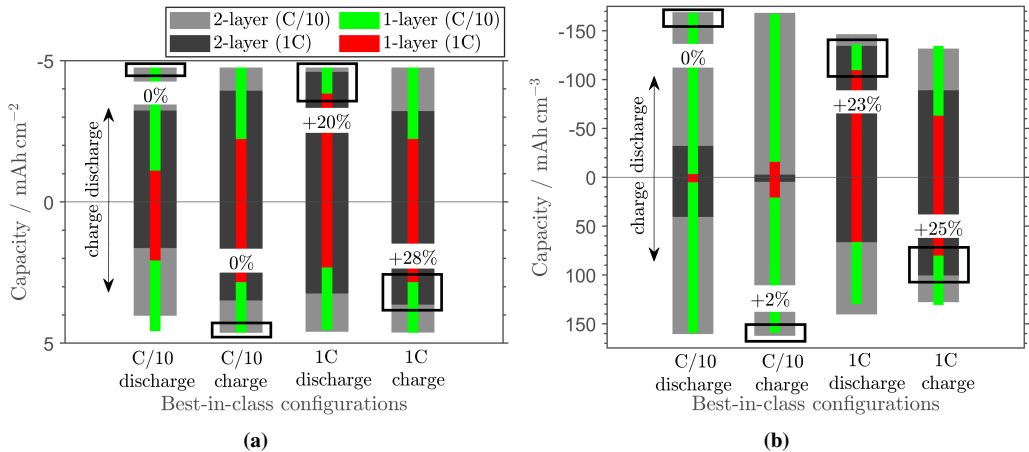 2-layer (C/10) 1-layer (C/10)
2-layer (1C) 1-layer (1C)
-5
0
5
Capacity / mAh cm⁻²
charge discharge
0%
0%
+20%
+28%
C/10 C/10 1C 1C
discharge charge discharge charge
Best-in-class configurations
(a)
-150
-100
-50
0
50
100
150
Capacity / mAh cm⁻³
charge discharge
0%
+2%
+23%
+25%
C/10 C/10 1C 1C
discharge charge discharge charge
Best-in-class configurations
(b)